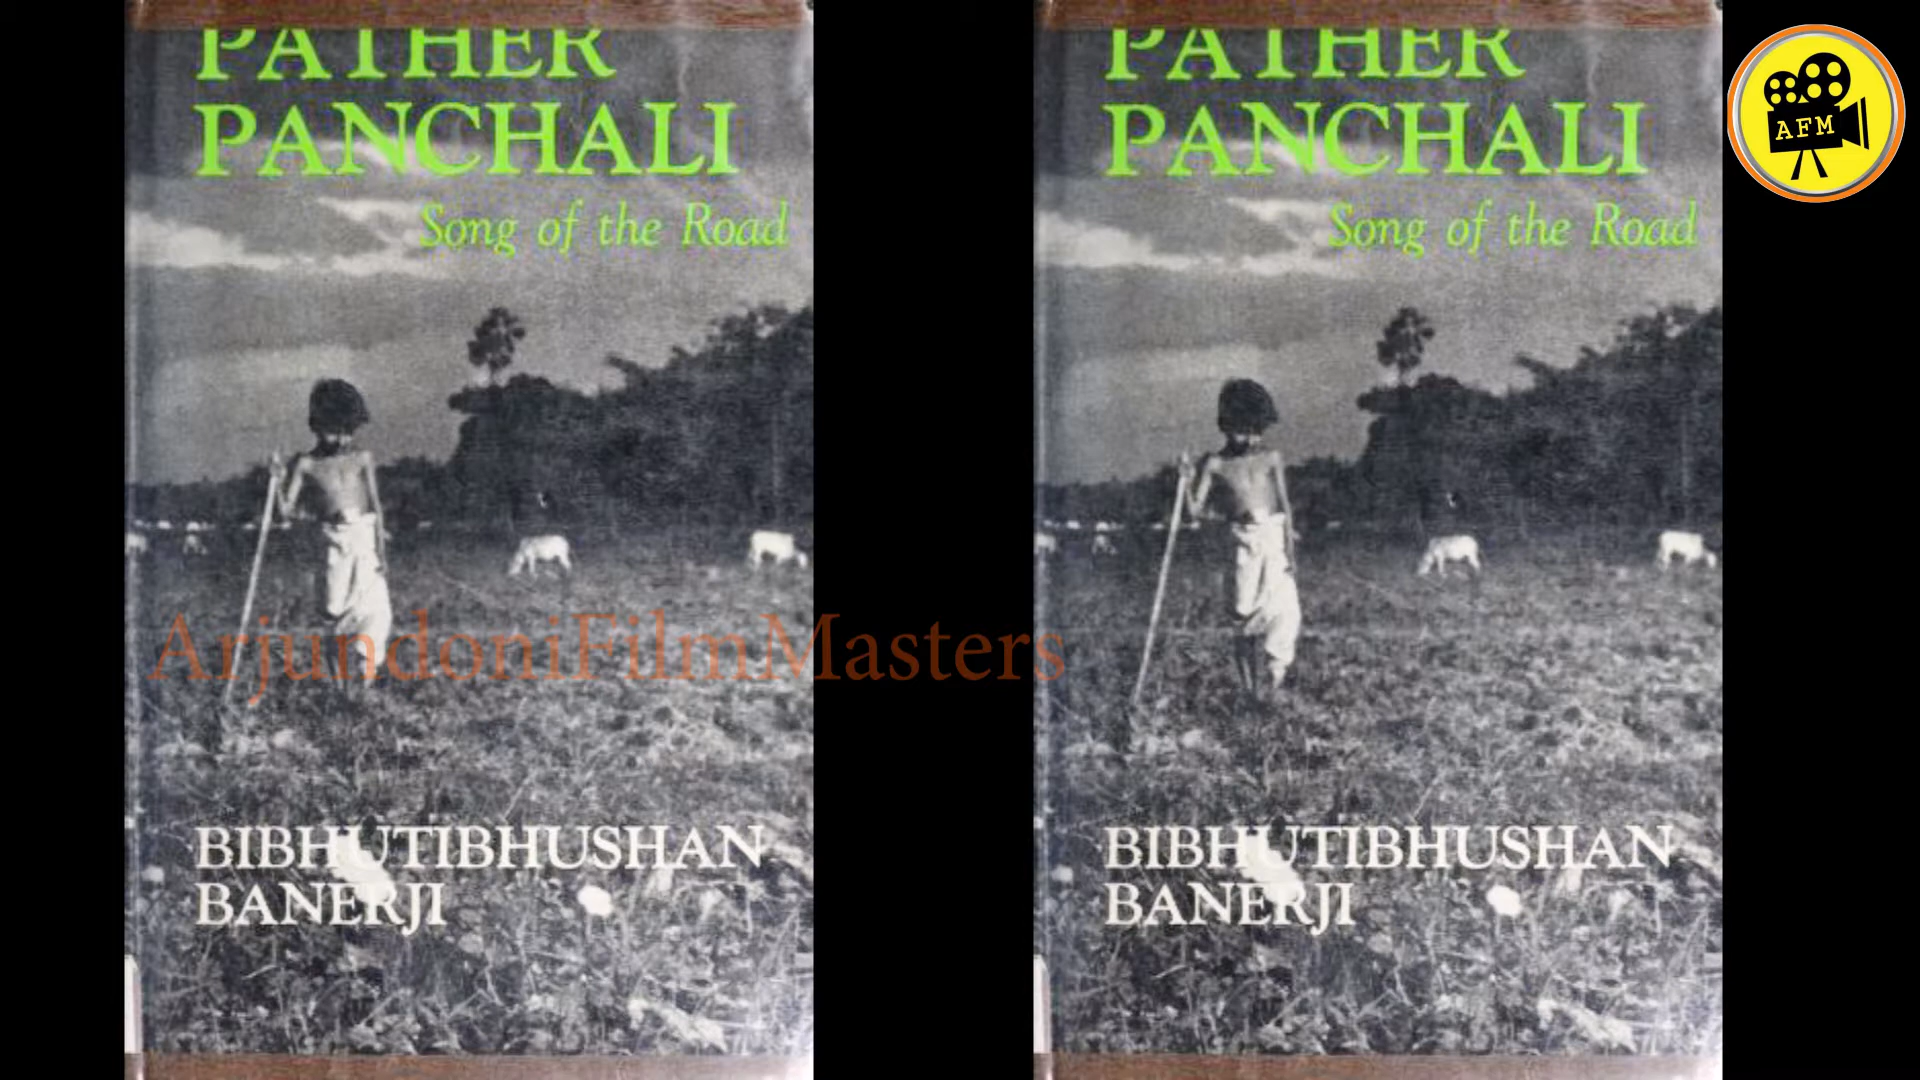 PATHER
PANCHALI
Song of the Road
BIBHUTIBHUSHAN
BANERJI
PATHER
PANCHALI
Song of the Road
BIBHUTIBHUSHAN
BANERJI
AFM
ArjundoniFilmMasters